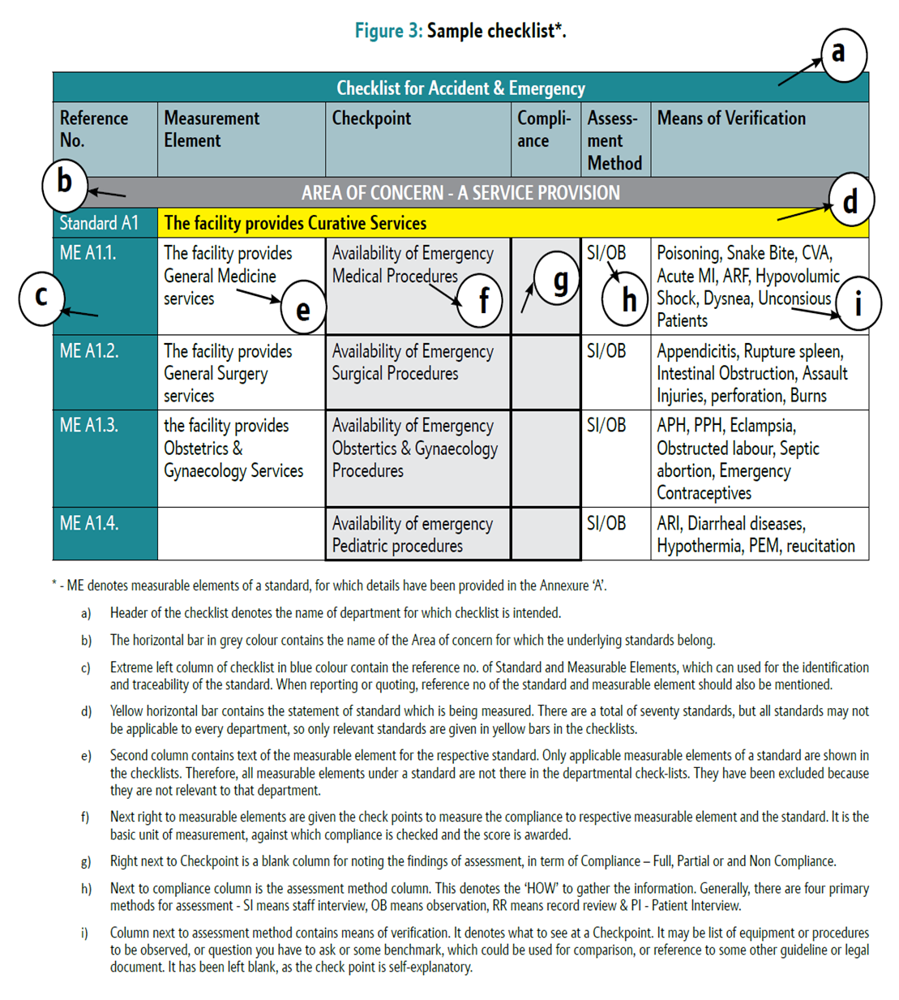 Figure 3: Sample checklist*.
a
Checklist for Accident & Emergency
Reference No.
Measurement Element
Checkpoint
Compli-ance
Assess-ment Method
Means of Verification
b
AREA OF CONCERN - A SERVICE PROVISION
d
Standard A1
The facility provides Curative Services
ME A1.1.
The facility provides
General Medicine
services
Availability of Emergency
Medical Procedures
SI/OB
Poisoning, Snake Bite, CVA,
Acute MI, ARF, Hypovolumic
Shock, Dysnea, Unconsious
Patients
c
e
f
g
h
i
ME A1.2.
The facility provides
General Surgery
services
Availability of Emergency
Surgical Procedures
SI/OB
Appendicitis, Rupture spleen,
Intestinal Obstruction, Assault
Injuries, perforation, Burns
ME A1.3.
the facility provides
Obstetrics &
Gynaecology Services
Availability of Emergency
Obstertics & Gynaecology
Procedures
SI/OB
APH, PPH, Eclampsia,
Obstructed labour, Septic
abortion, Emergency
Contraceptives
ME A1.4.
Availability of emergency
Pediatric procedures
SI/OB
ARI, Diarrheal diseases,
Hypothermia, PEM, reucitation
* - ME denotes measurable elements of a standard, for which details have been provided in the Annexure ‘A’.
a) Header of the checklist denotes the name of department for which checklist is intended.
b) The horizontal bar in grey colour contains the name of the Area of concern for which the underlying standards belong.
c) Extreme left column of checklist in blue colour contain the reference no. of Standard and Measurable Elements, which can used for the identification
and traceability of the standard. When reporting or quoting, reference no of the standard and measurable element should also be mentioned.
d) Yellow horizontal bar contains the statement of standard which is being measured. There are a total of seventy standards, but all standards may not
be applicable to every department, so only relevant standards are given in yellow bars in the checklists.
e) Second column contains text of the measurable element for the respective standard. Only applicable measurable elements of a standard are shown in
the checklists. Therefore, all measurable elements under a standard are not there in the departmental check-lists. They have been excluded because
they are not relevant to that department.
f) Next right to measurable elements are given the check points to measure the compliance to respective measurable element and the standard. It is the
basic unit of measurement, against which compliance is checked and the score is awarded.
g) Right next to Checkpoint is a blank column for noting the findings of assessment, in term of Compliance – Full, Partial or and Non Compliance.
h) Next to compliance column is the assessment method column. This denotes the ‘HOW’ to gather the information. Generally, there are four primary
methods for assessment - SI means staff interview, OB means observation, RR means record review & PI - Patient Interview.
i) Column next to assessment method contains means of verification. It denotes what to see at a Checkpoint. It may be list of equipment or procedures
to be observed, or question you have to ask or some benchmark, which could be used for comparison, or reference to some other guideline or legal
document. It has been left blank, as the check point is self-explanatory.